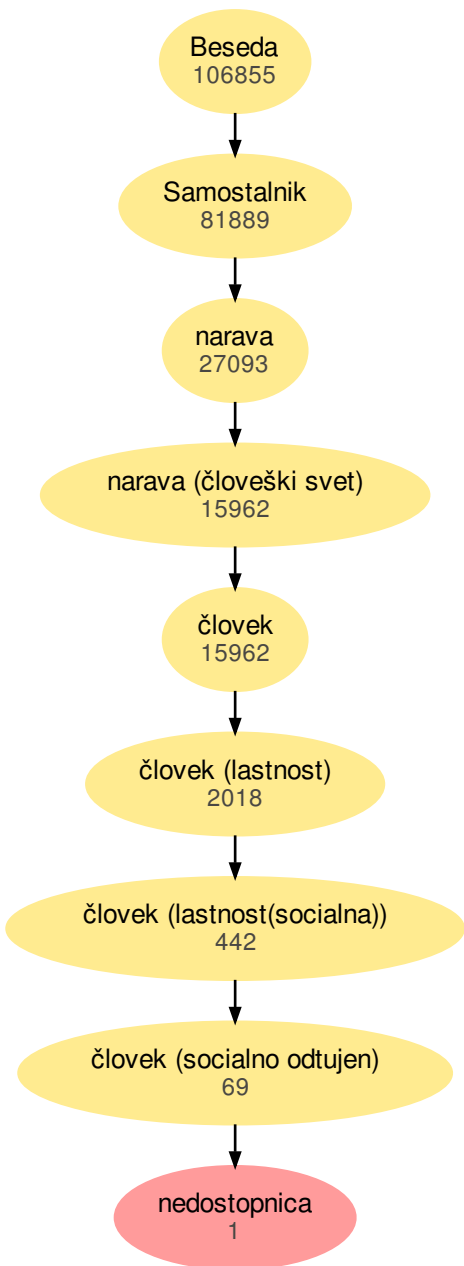 Beseda
106855
Samostalnik
81889
narava
27093
narava (človeški svet)
15962
človek
15962
človek (lastnost)
2018
človek (lastnost(socialna))
442
človek (socialno odtujen)
69
nedostopnica
1